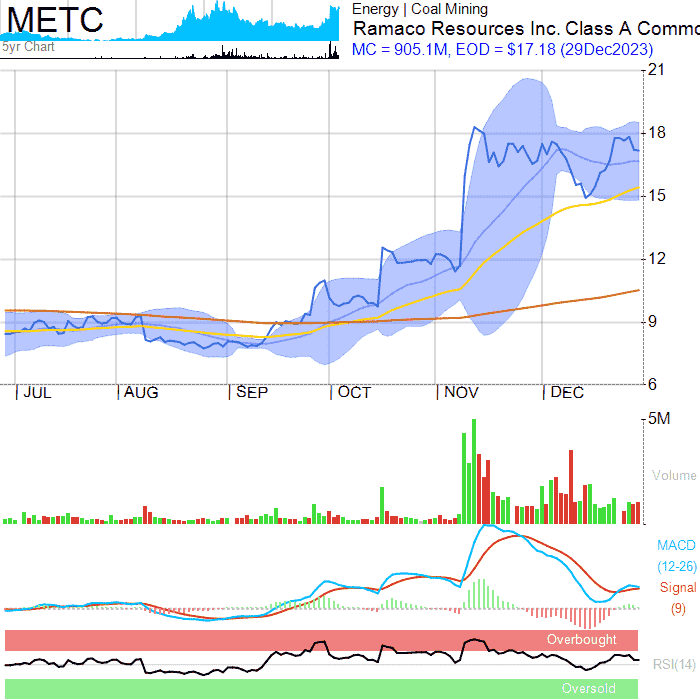 METC
5yr Chart
Energy | Coal Mining
Ramaco Resources Inc. Class A Commo
MC = 905.1M, EOD = $17.18 (29Dec2023)
21
18
15
12
9
6
JUL AUG SEP OCT NOV DEC
5M
Volume
MACD
(12-26)
Signal
(9)
Overbought
RSI(14)
Oversold